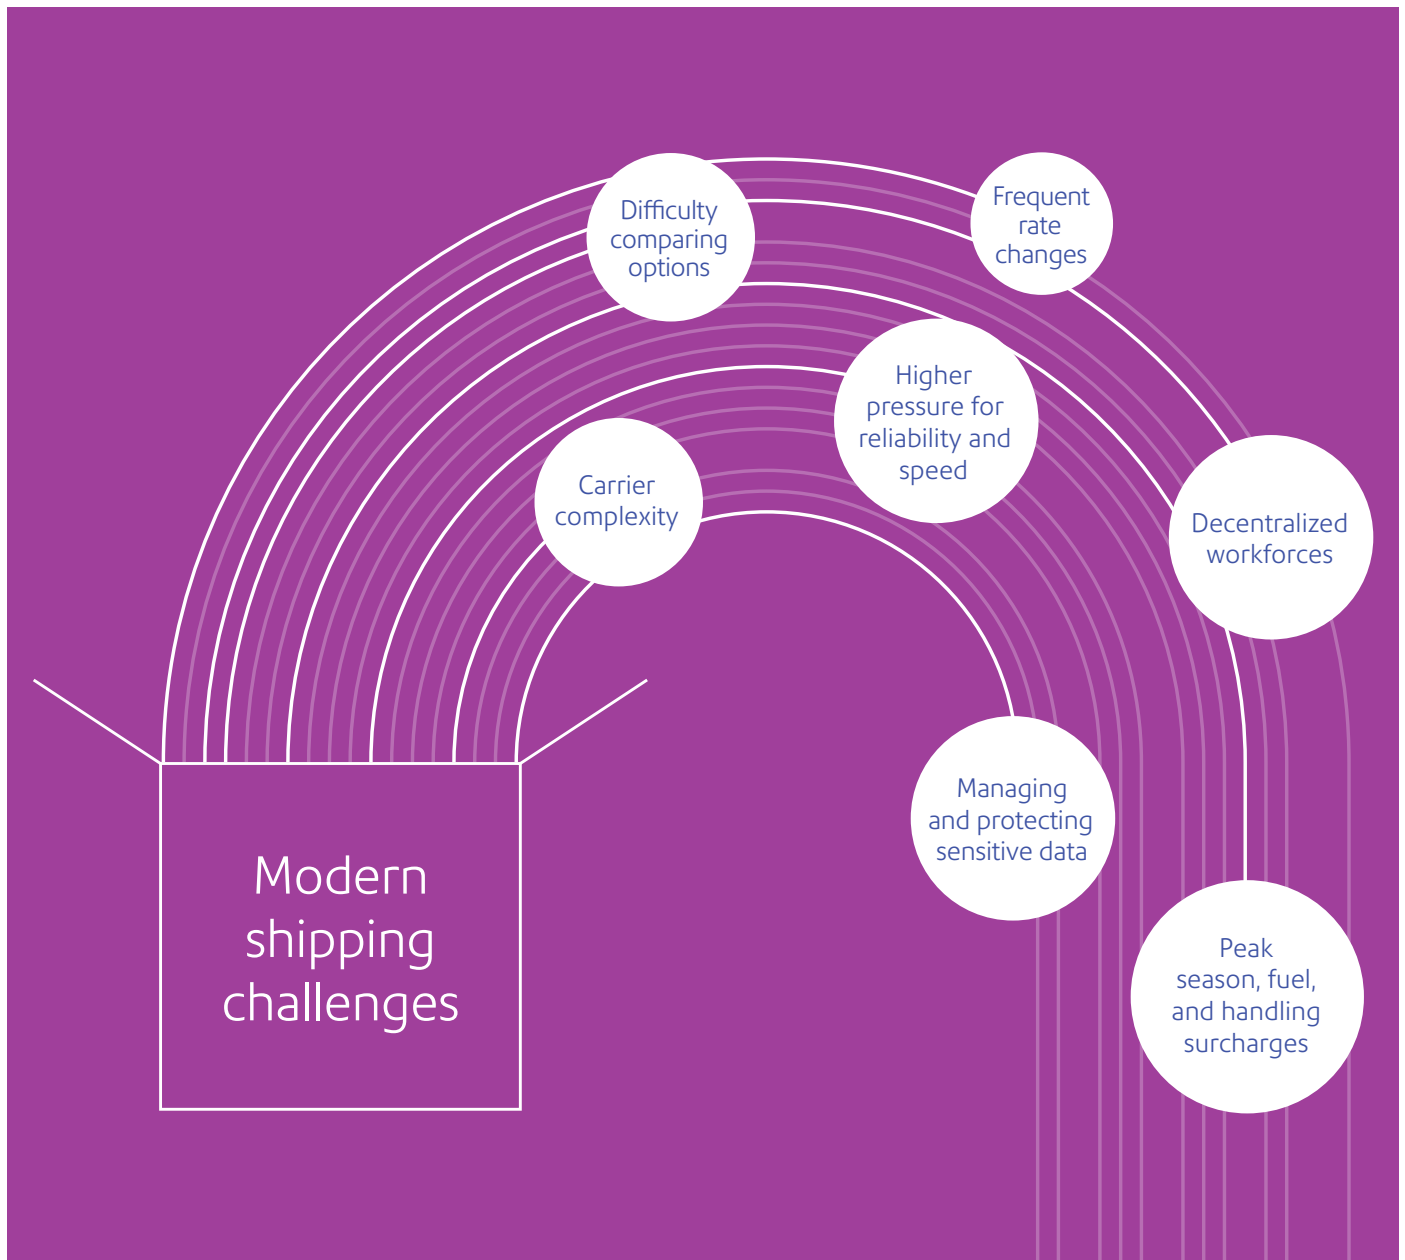 Difficulty
comparing
options
Frequent
rate
changes
Higher
pressure for
reliability and
speed
Carrier
complexity
Decentralized
workforces
Managing
and protecting
sensitive data
Modern
shipping
challenges
Peak
season, fuel,
and handling
surcharges